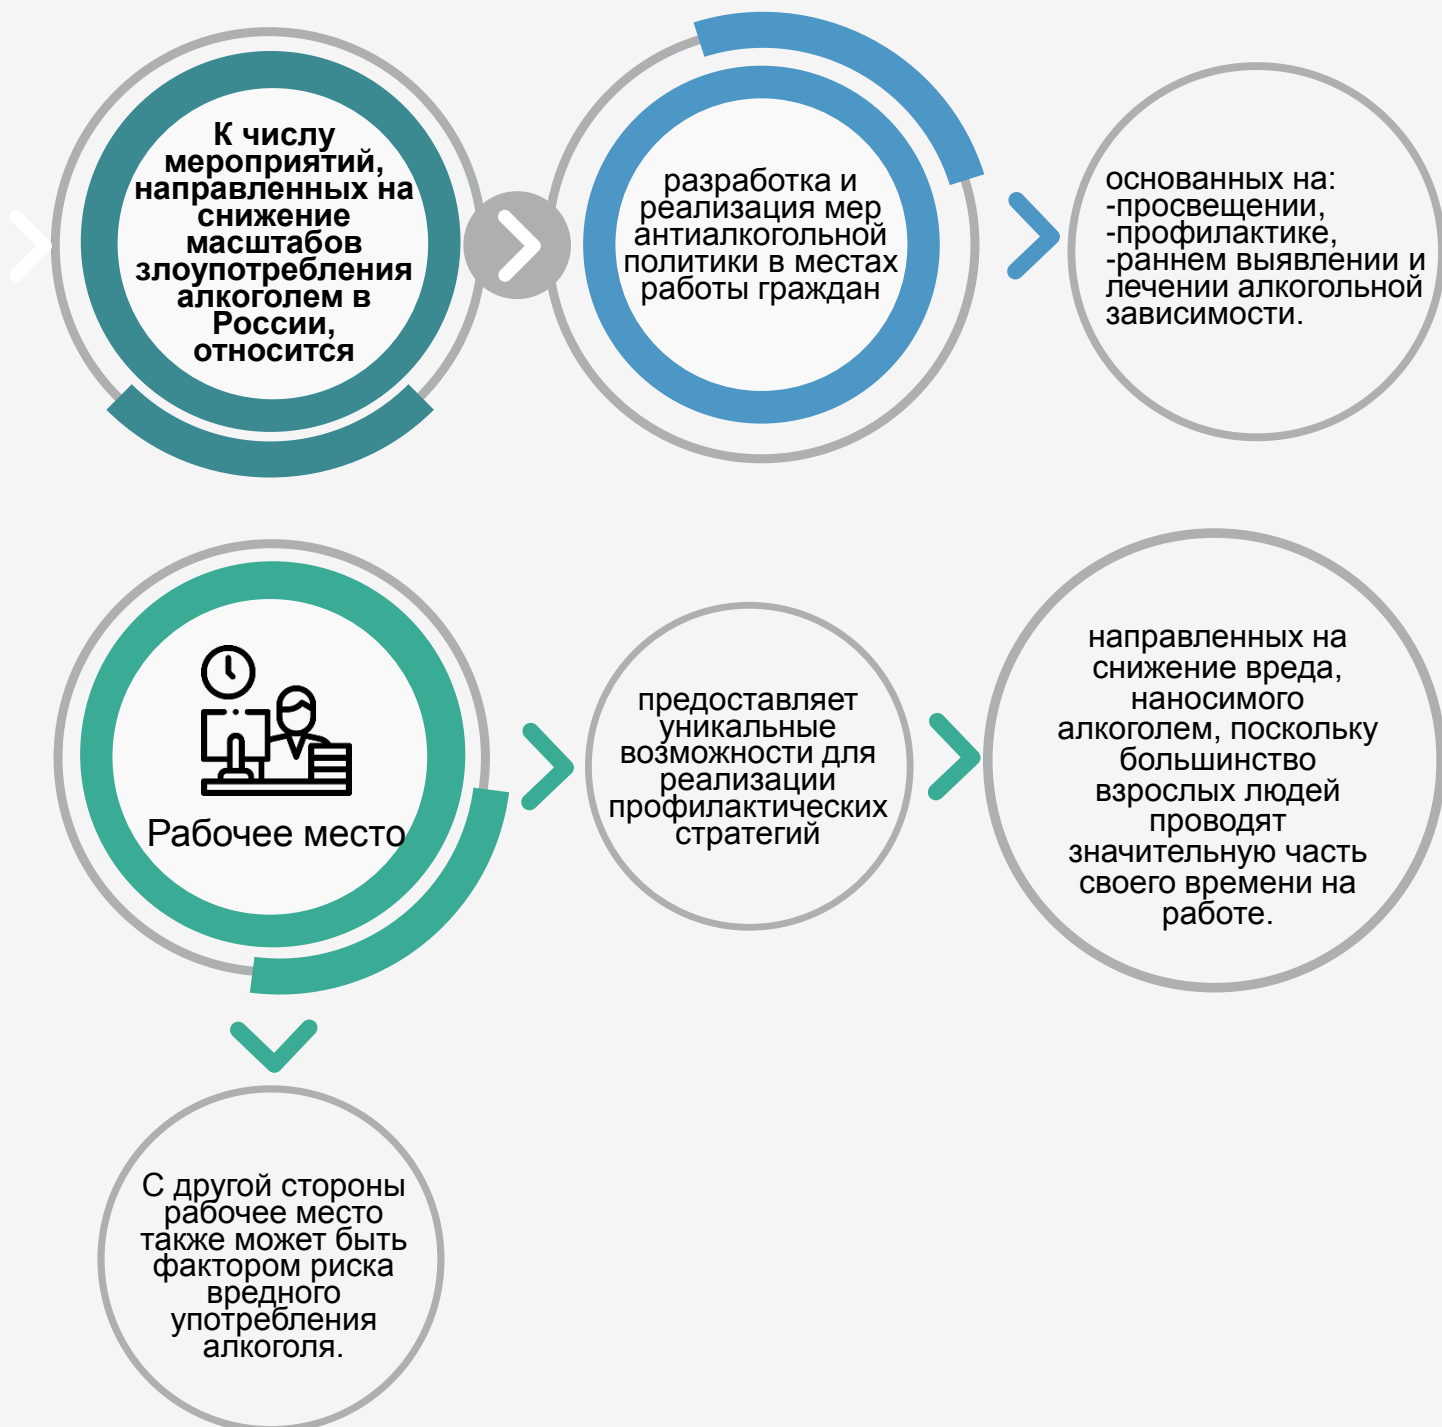 К числу
мероприятий,
направленных на
снижение
масштабов
злоупотребления
алкоголем в
России,
относится
разработка и
реализация мер
антиалкогольной
политики в местах
работы граждан
основанных на:
-просвещении,
-профилактике,
-раннем выявлении и
лечении алкогольной
зависимости.
Рабочее место
предоставляет
уникальные
возможности для
реализации
профилактических
стратегий
направленных на
снижение вреда,
наносимого
алкоголем, поскольку
большинство
взрослых людей
проводят
значительную часть
своего времени на
работе.
С другой стороны
рабочее место
также может быть
фактором риска
вредного
употребления
алкоголя.